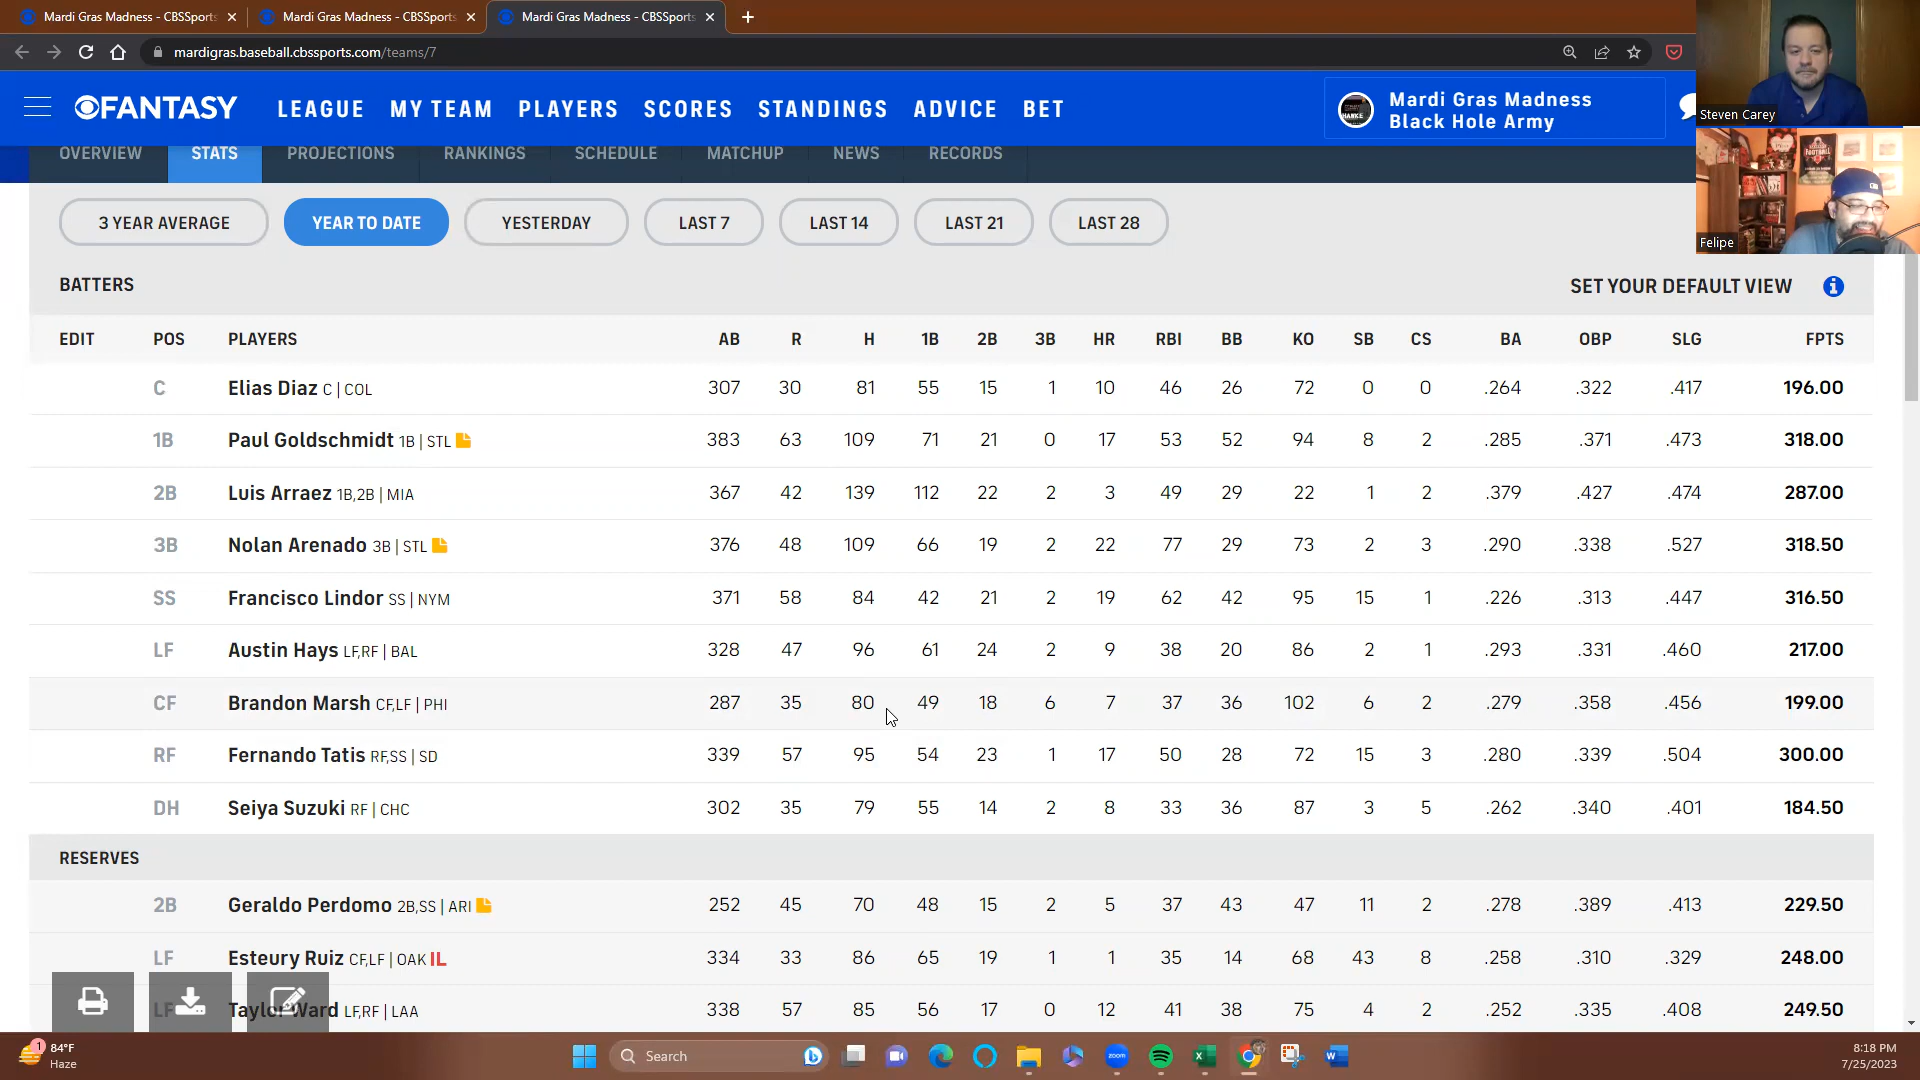 Mardi Gras Madness - CBSSports
Mardi Gras Madness - CBSSports
Mardi Gras Madness - CBSSports
mardigras.baseball.cbssports.com/teams/7
FANTASY LEAGUE MY TEAM PLAYERS SCORES STANDINGS ADVICE BET
Mardi Gras Madness
Black Hole Army
Steven Carey
Felipe
OVERVIEW STATS PROJECTIONS RANKINGS SCHEDULE MATCHUP NEWS RECORDS
3 YEAR AVERAGE YEAR TO DATE YESTERDAY LAST 7 LAST 14 LAST 21 LAST 28
BATTERS SET YOUR DEFAULT VIEW
EDIT POS PLAYERS AB R H 1B 2B 3B HR RBI BB KO SB CS BA OBP SLG FPTS
C Elias Diaz C | COL 307 30 81 55 15 1 10 46 26 72 0 0 .264 .322 .417 196.00
1B Paul Goldschmidt 1B | STL 383 63 109 71 21 0 17 53 52 94 8 2 .285 .371 .473 318.00
2B Luis Arraez 1B,2B | MIA 367 42 139 112 22 2 3 49 29 22 1 2 .379 .427 .474 287.00
3B Nolan Arenado 3B | STL 376 48 109 66 19 2 22 77 29 73 2 3 .290 .338 .527 318.50
SS Francisco Lindor SS | NYM 371 58 84 42 21 2 19 62 42 95 15 1 .226 .313 .447 316.50
LF Austin Hays LF,RF | BAL 328 47 96 61 24 2 9 38 20 86 2 1 .293 .331 .460 217.00
CF Brandon Marsh CF,LF | PHI 287 35 80 49 18 6 7 37 36 102 6 2 .279 .358 .456 199.00
RF Fernando Tatis RF,SS | SD 339 57 95 54 23 1 17 50 28 72 15 3 .280 .339 .504 300.00
DH Seiya Suzuki RF | CHC 302 35 79 55 14 2 8 33 36 87 3 5 .262 .340 .401 184.50
RESERVES
2B Geraldo Perdomo 2B,SS | ARI 252 45 70 48 15 2 5 37 43 47 11 2 .278 .389 .413 229.50
LF Esteury Ruiz CF,LF | OAK IL 334 33 86 65 19 1 1 35 14 68 43 8 .258 .310 .329 248.00
LF Taylor Ward LF,RF | LAA 338 57 85 56 17 0 12 41 38 75 4 2 .252 .335 .408 249.50
1
84°F
Haze
Search
zoom
8:18 PM
7/25/2023